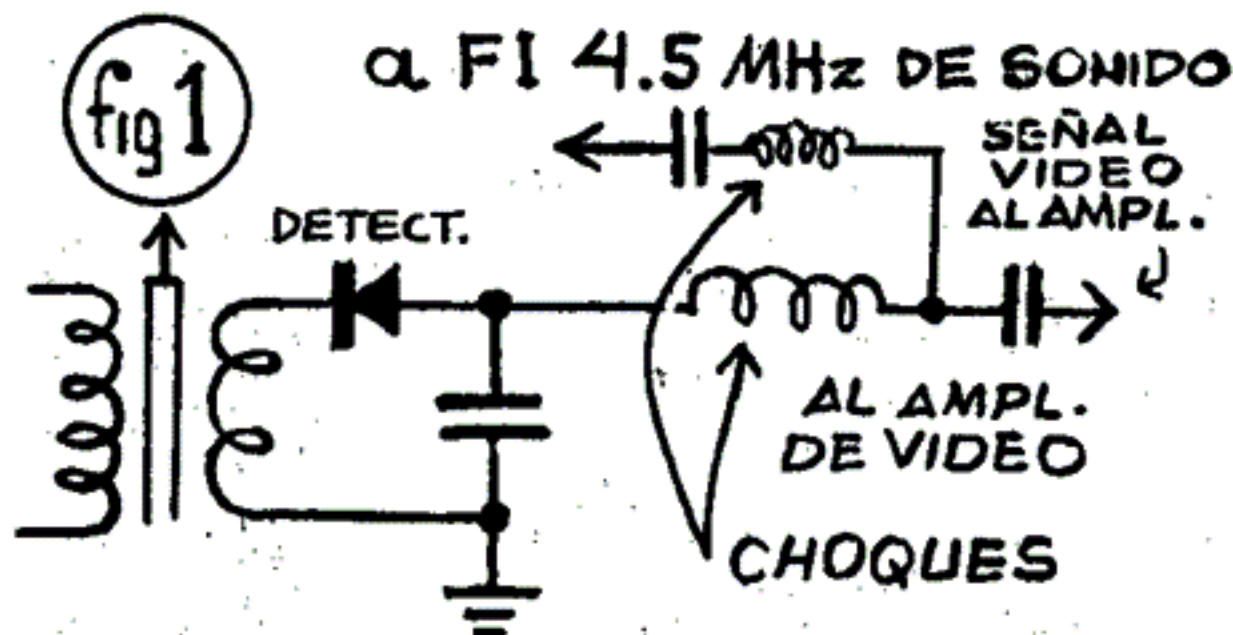 fig 1
a FI 4.5 MHz DE SONIDO
SEÑAL
VIDEO
AL AMPL.
DETECT.
AL AMPL.
DE VIDEO
CHOQUES